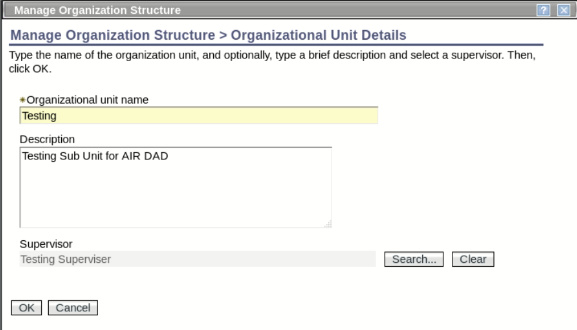 Manage Organization Structure
?
Manage Organization Structure > Organizational Unit Details
Type the name of the organization unit, and optionally, type a brief description and select a supervisor. Then,
click OK.
*Organizational unit name
Testing
Description
Testing Sub Unit for AIR DAD
Supervisor
Testing Superviser Search... Clear
OK Cancel